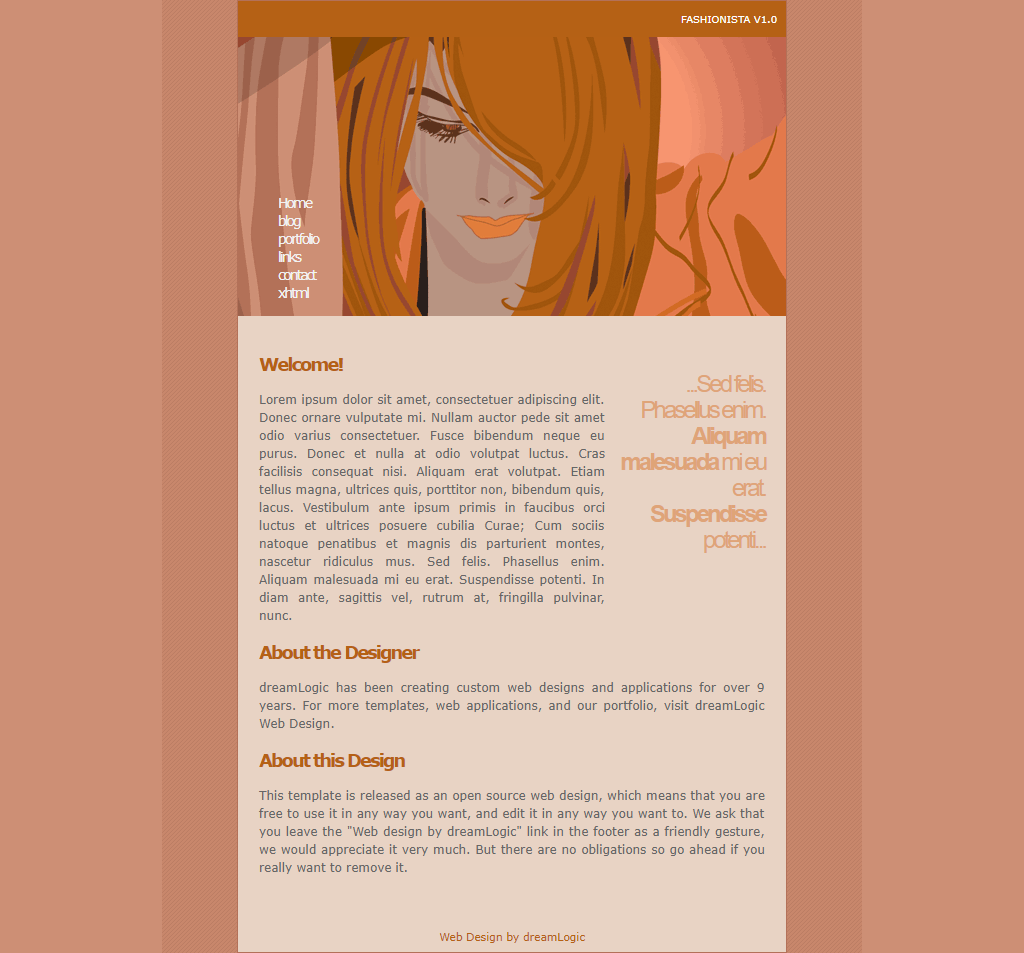 FASHIONISTA V1.0
Home
blog
portfolio
links
contact
xhtml
Welcome!
Lorem ipsum dolor sit amet, consectetuer adipiscing elit.
Donec ornare vulputate mi. Nullam auctor pede sit amet
odio varius consectetuer. Fusce bibendum neque eu
purus. Donec et nulla at odio volutpat luctus. Cras
facilisis consequat nisi. Aliquam erat volutpat. Etiam
tellus magna, ultrices quis, porttitor non, bibendum quis,
lacus. Vestibulum ante ipsum primis in faucibus orci
luctus et ultrices posuere cubilia Curae; Cum sociis
natoque penatibus et magnis dis parturient montes,
nascetur ridiculus mus. Sed felis. Phasellus enim.
Aliquam malesuada mi eu erat. Suspendisse potenti. In
diam ante, sagittis vel, rutrum at, fringilla pulvinar,
nunc.
...Sed felis.
Phasellus enim.
Aliquam
malesuada mi eu
erat.
Suspendisse
potenti...
About the Designer
dreamLogic has been creating custom web designs and applications for over 9
years. For more templates, web applications, and our portfolio, visit dreamLogic
Web Design.
About this Design
This template is released as an open source web design, which means that you are
free to use it in any way you want, and edit it in any way you want to. We ask that
you leave the "Web design by dreamLogic" link in the footer as a friendly gesture,
we would appreciate it very much. But there are no obligations so go ahead if you
really want to remove it.
Web Design by dreamLogic